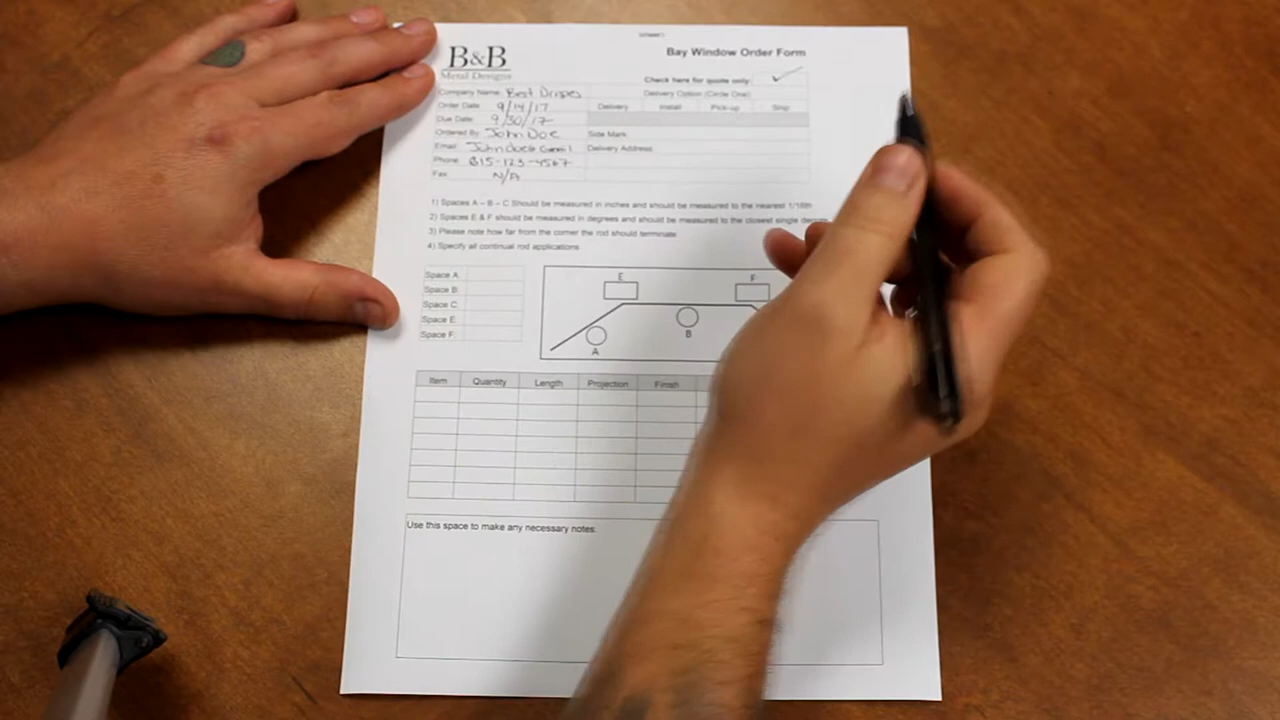 B&B
Metal Designs
Bay Window Order Form
Check here for quote only: ✓
Company Name: Best Drapes
Delivery Option (Circle One)
Order Date: 9/14/17
Delivery Install Pick-up Ship
Due Date: 9/30/17
Ordered By: John Doe
Side Mark:
Email:
Delivery Address:
Phone: 615-123-4567
Fax: N/A
1) Spaces A – B – C Should be measured in inches and should be measured to the nearest 1/16th
2) Spaces E & F should be measured in degrees and should be measured to the closest single degree
3) Please note how far from the corner the rod should terminate
4) Specify all continual rod applications
Space A:
Space B:
Space C:
Space E:
Space F:
E F
A B
Item Quantity Length Projection Finish
Use this space to make any necessary notes: